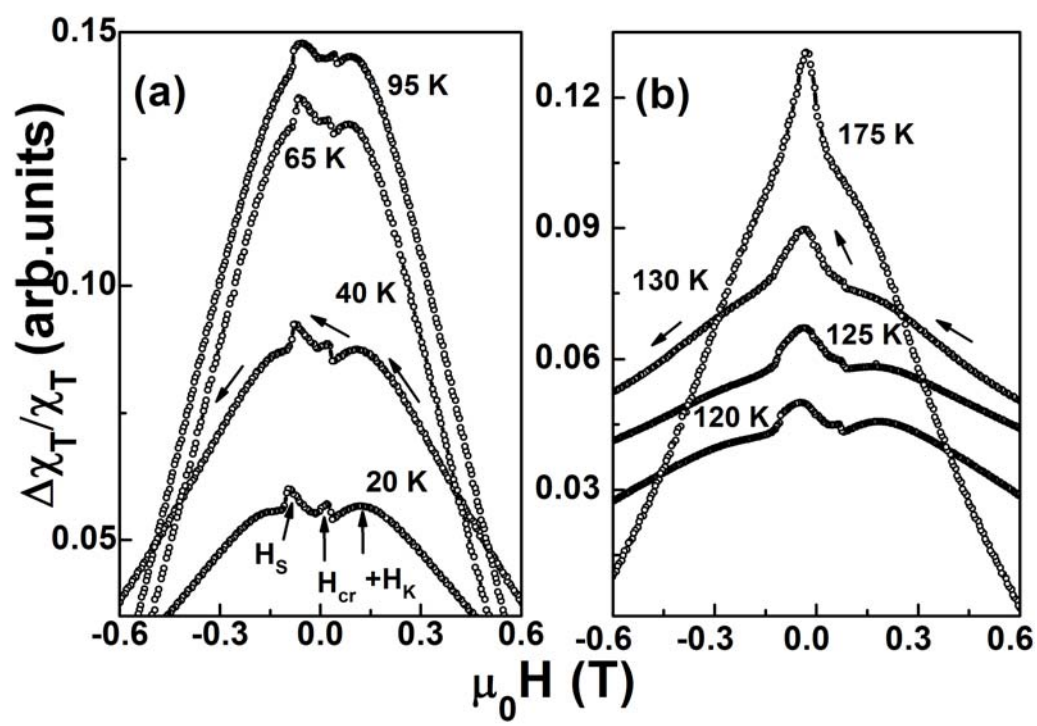 0.15
0.10
0.05
Δχ_T/χ_T (arb.units)
(a)
95 K
65 K
40 K
20 K
H_S
H_cr
+H_K
-0.6 -0.3 0.0 0.3 0.6
0.12
0.09
0.06
0.03
(b)
175 K
130 K
125 K
120 K
-0.6 -0.3 0.0 0.3 0.6
μ_0H (T)